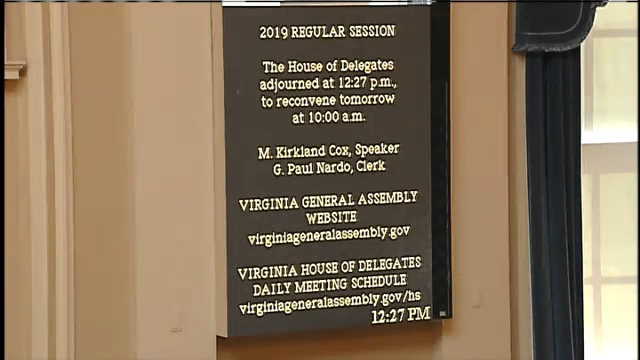 2019 REGULAR SESSION
The House of Delegates
adjourned at 12:27 p.m.,
to reconvene tomorrow
at 10:00 a.m.
M. Kirkland Cox, Speaker
G. Paul Nardo, Clerk
VIRGINIA GENERAL ASSEMBLY
WEBSITE
virginiageneralassembly.gov
VIRGINIA HOUSE OF DELEGATES
DAILY MEETING SCHEDULE
virginiageneralassembly.gov/hs
12:27 PM